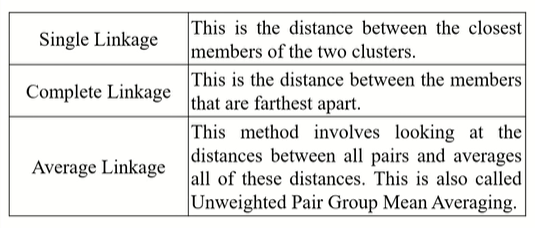 Single Linkage
This is the distance between the closest
members of the two clusters.
Complete Linkage
This is the distance between the members
that are farthest apart.
Average Linkage
This method involves looking at the
distances between all pairs and averages
all of these distances. This is also called
Unweighted Pair Group Mean Averaging.